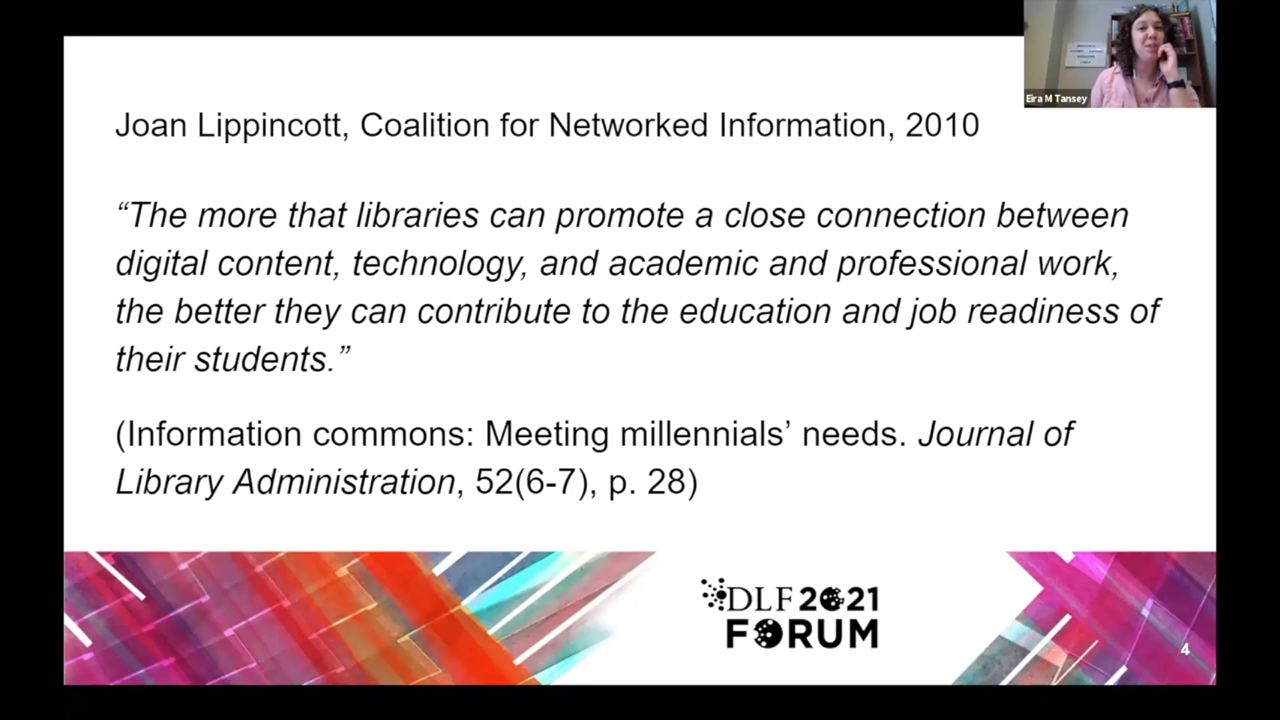 Eira M Tansey
Joan Lippincott, Coalition for Networked Information, 2010
“The more that libraries can promote a close connection between
digital content, technology, and academic and professional work,
the better they can contribute to the education and job readiness of
their students.”
(Information commons: Meeting millennials’ needs. Journal of
Library Administration, 52(6-7), p. 28)
DLF 2021
FORUM
4